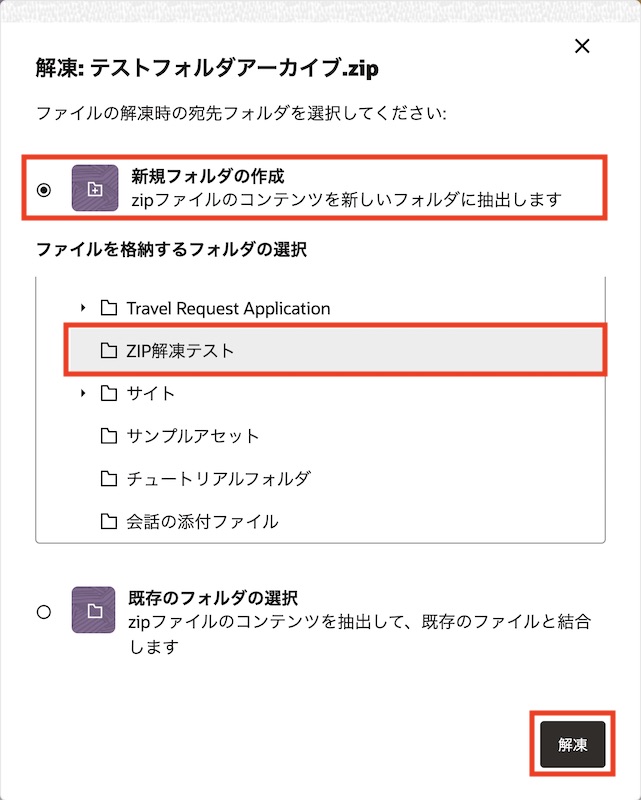 解凍: テストフォルダアーカイブ.zip
ファイルの解凍時の宛先フォルダを選択してください:
新規フォルダの作成
zipファイルのコンテンツを新しいフォルダに抽出します
ファイルを格納するフォルダの選択
Travel Request Application
ZIP解凍テスト
サイト
サンプルアセット
チュートリアルフォルダ
会話の添付ファイル
既存のフォルダの選択
zipファイルのコンテンツを抽出して、既存のファイルと結合
します
解凍